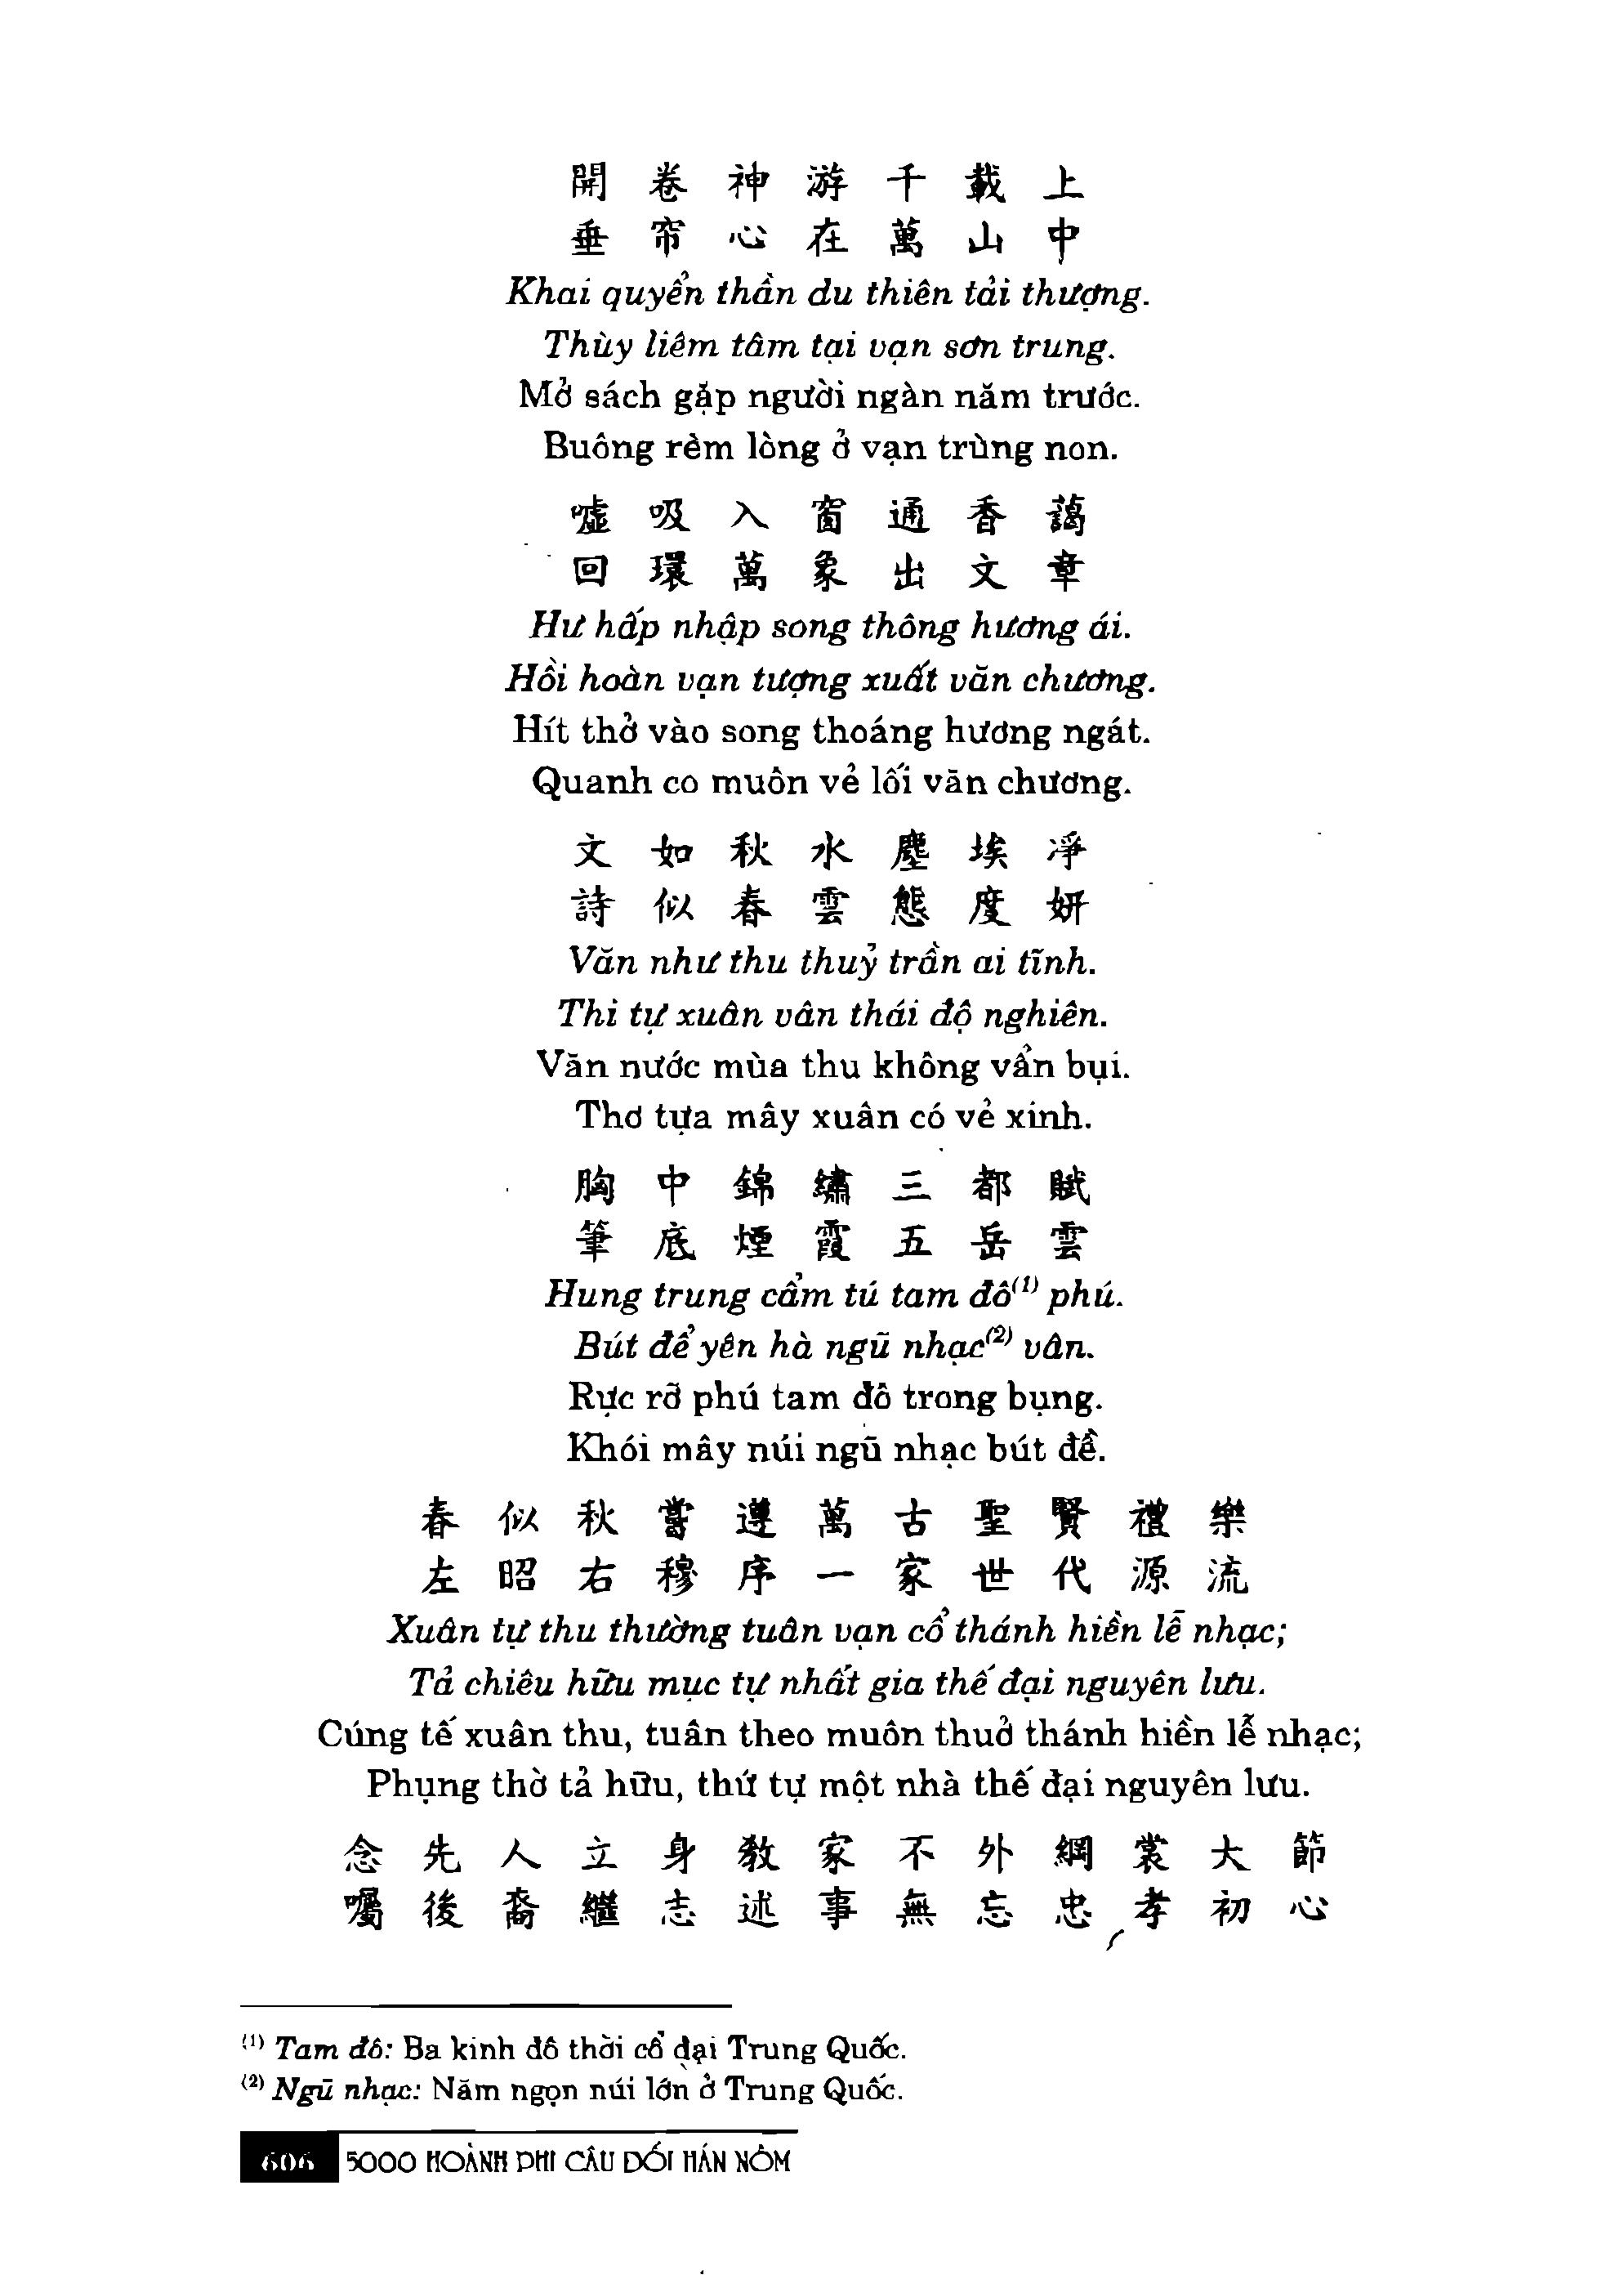 開卷神游千載上
垂帘心在萬山中
Khai quyển thần du thiên tải thượng.
Thùy liêm tâm tại vạn sơn trung.
Mở sách gặp người ngàn năm trước.
Buông rèm lòng ở vạn trùng non.
噓吸入窗通香藹
回環萬象出文章
Hư hấp nhập song thông hương ái.
Hồi hoàn vạn tượng xuất văn chương.
Hít thở vào song thoáng hương ngát.
Quanh co muôn vẻ lối văn chương.
文如秋水塵埃凈
詩似春雲態度妍
Văn như thu thuỷ trần ai tĩnh.
Thi tự xuân vân thái độ nghiên.
Văn nước mùa thu không vẩn bụi.
Thơ tựa mây xuân có vẻ xinh.
胸中錦繡三都賦
筆底煙霞五岳雲
Hung trung cẩm tú tam đô⁽¹⁾ phú.
Bút để yên hà ngũ nhạc⁽²⁾ vân.
Rực rỡ phú tam đô trong bụng.
Khói mây núi ngũ nhạc bút đề.
春似秋嘗遵萬古聖賢禮樂
左昭右穆序一家世代源流
Xuân tự thu thường tuân vạn cổ thánh hiền lễ nhạc;
Tả chiêu hữu mục tự nhất gia thế đại nguyên lưu.
Cúng tế xuân thu, tuân theo muôn thuở thánh hiền lễ nhạc;
Phụng thờ tả hữu, thứ tự một nhà thế đại nguyên lưu.
念先人立身教家不外綱裳大節
囑後裔繼志述事無忘忠孝初心
⁽¹⁾ Tam đô: Ba kinh đô thời cổ đại Trung Quốc.
⁽²⁾ Ngũ nhạc: Năm ngọn núi lớn ở Trung Quốc.
606 5000 HOÀNH PHI CÂU ĐỐI HÁN NÔM